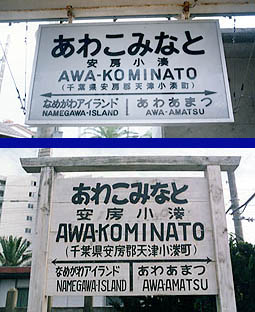 あわこみなと
安房小湊
AWA-KOMINATO
(千葉県安房郡天津小湊町)
なめがわアイランド あわあまつ
NAMEGAWA-ISLAND AWA-AMATSU
あわこみなと
安房小湊
AWA-KOMINATO
(千葉県安房郡天津小湊町)
なめがわアイランド あわあまつ
NAMEGAWA-ISLAND AWA-AMATSU